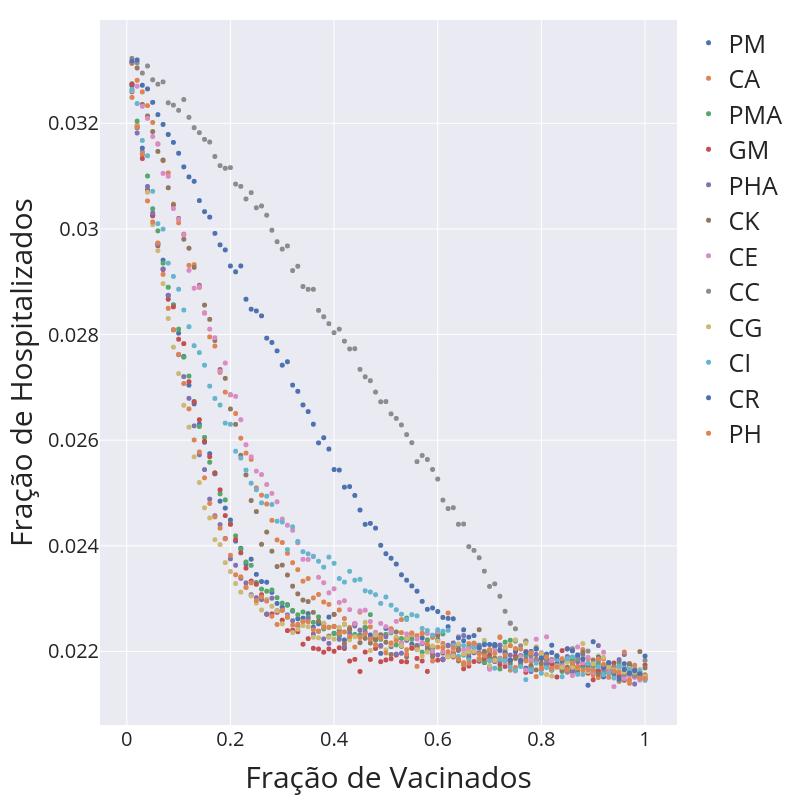 Fração de Hospitalizados
0.032
0.03
0.028
0.026
0.024
0.022
0
0.2
0.4
0.6
0.8
1
Fração de Vacinados
PM
CA
PMA
GM
PHA
CK
CE
CC
CG
CI
CR
PH